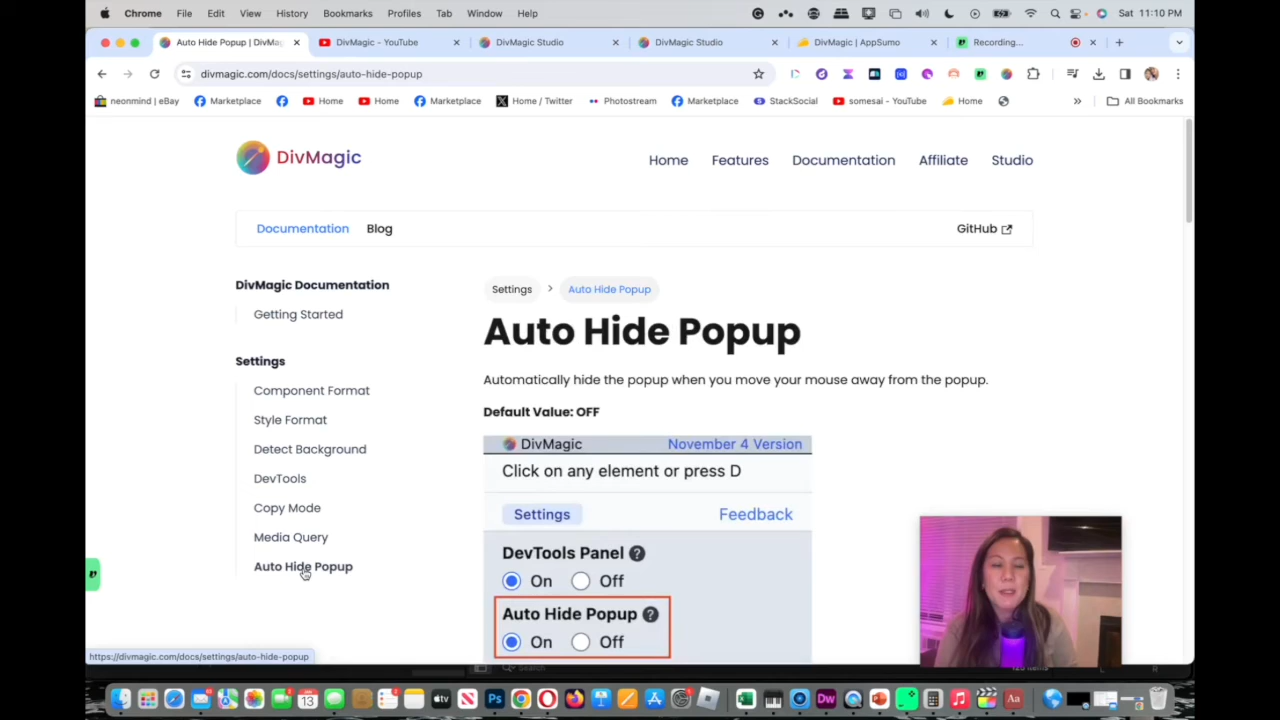 Chrome File Edit View History Bookmarks Profiles Tab Window Help Sat 11:10 PM
Auto Hide Popup | DivMag DivMagic - YouTube DivMagic Studio DivMagic Studio DivMagic | AppSumo Recording...
divmagic.com/docs/settings/auto-hide-popup
neonmind | eBay Marketplace Home Home Marketplace Home / Twitter Photostream Marketplace StackSocial somesai - YouTube Home » All Bookmarks
DivMagic Home Features Documentation Affiliate Studio
Documentation Blog GitHub
DivMagic Documentation
Getting Started
Settings
Component Format
Style Format
Detect Background
DevTools
Copy Mode
Media Query
Auto Hide Popup
Settings > Auto Hide Popup
Auto Hide Popup
Automatically hide the popup when you move your mouse away from the popup.
Default Value: OFF
DivMagic November 4 Version
Click on any element or press D
Settings Feedback
DevTools Panel ?
On Off
Auto Hide Popup ?
On Off
https://divmagic.com/docs/settings/auto-hide-popup
Search